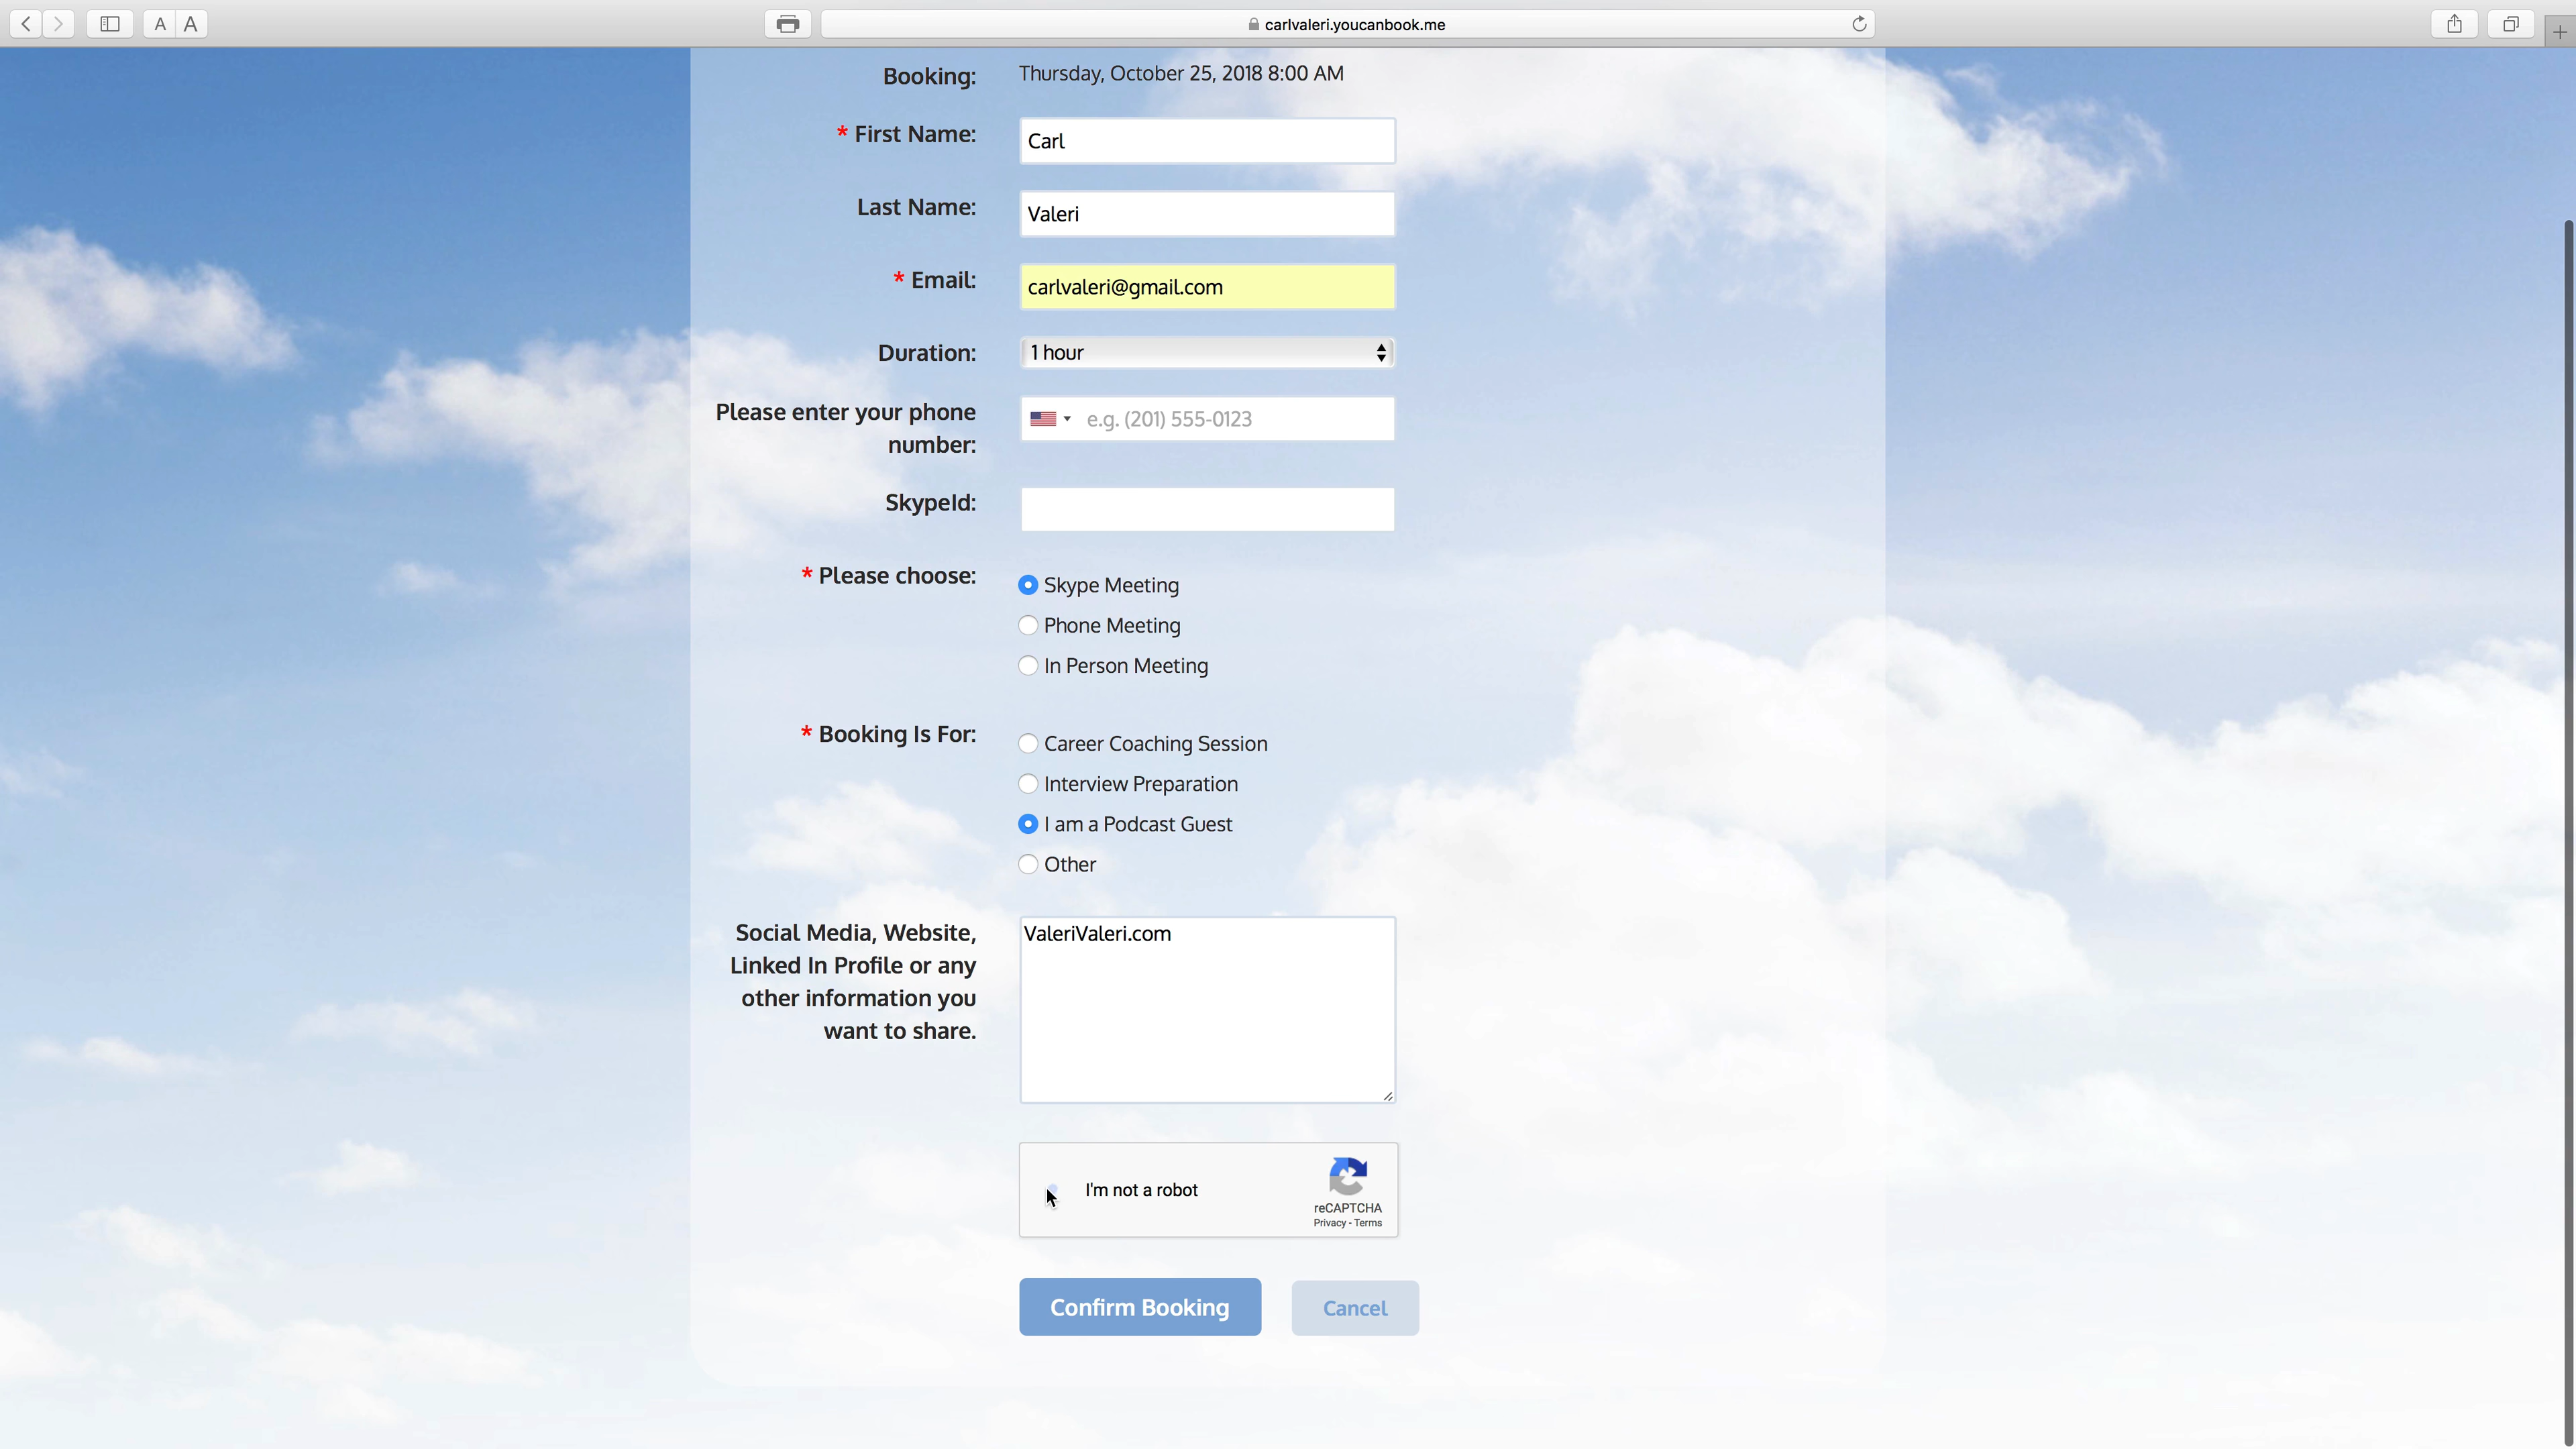 A A
carlvaleri.youcanbook.me
Booking: Thursday, October 25, 2018 8:00 AM
* First Name: Carl
Last Name: Valeri
* Email: carlvaleri@gmail.com
Duration: 1 hour
Please enter your phone
number:
e.g. (201) 555-0123
SkypeId:
* Please choose:
Skype Meeting
Phone Meeting
In Person Meeting
* Booking Is For:
Career Coaching Session
Interview Preparation
I am a Podcast Guest
Other
Social Media, Website,
Linked In Profile or any
other information you
want to share.
ValeriValeri.com
I'm not a robot
reCAPTCHA
Privacy - Terms
Confirm Booking
Cancel